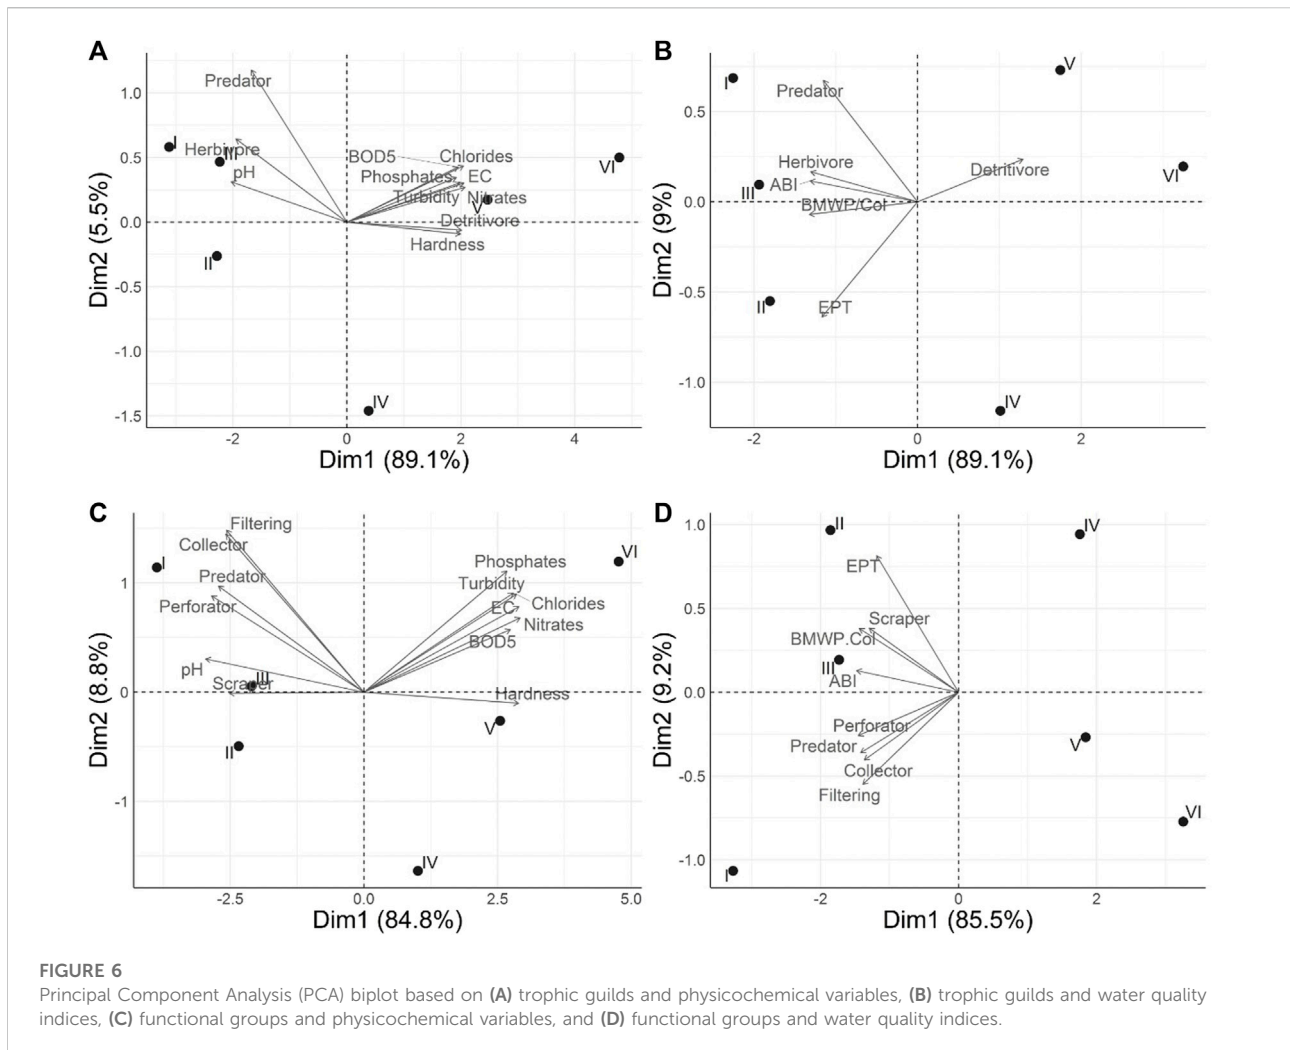 A
Predator
I
III
Herbivore
pH
II
BOD5
Chlorides
Phosphates
EC
Turbidity
Nitrates
V
VI
Detritivore
Hardness
IV
1.0
0.5
0.0
-0.5
-1.0
-1.5
-2
0
2
4
Dim2 (5.5%)
Dim1 (89.1%)
B
I
V
Predator
Herbivore
ABI
III
BMWP/Col
Detritivore
VI
II
EPT
IV
0.5
0.0
-0.5
-1.0
-2
0
2
Dim2 (9%)
Dim1 (89.1%)
C
Filtering
Collector
I
Predator
Perforator
pH
III
Scraper
II
VI
Phosphates
Turbidity
Chlorides
EC
Nitrates
BOD5
Hardness
V
IV
1
0
-1
-2.5
0.0
2.5
5.0
Dim2 (8.8%)
Dim1 (84.8%)
D
II
IV
EPT
Scraper
BMWP.Col
III
ABI
Perforator
Predator
Collector
Filtering
V
VI
I
1.0
0.5
0.0
-0.5
-1.0
-2
0
2
Dim2 (9.2%)
Dim1 (85.5%)
FIGURE 6
Principal Component Analysis (PCA) biplot based on (A) trophic guilds and physicochemical variables, (B) trophic guilds and water quality
indices, (C) functional groups and physicochemical variables, and (D) functional groups and water quality indices.